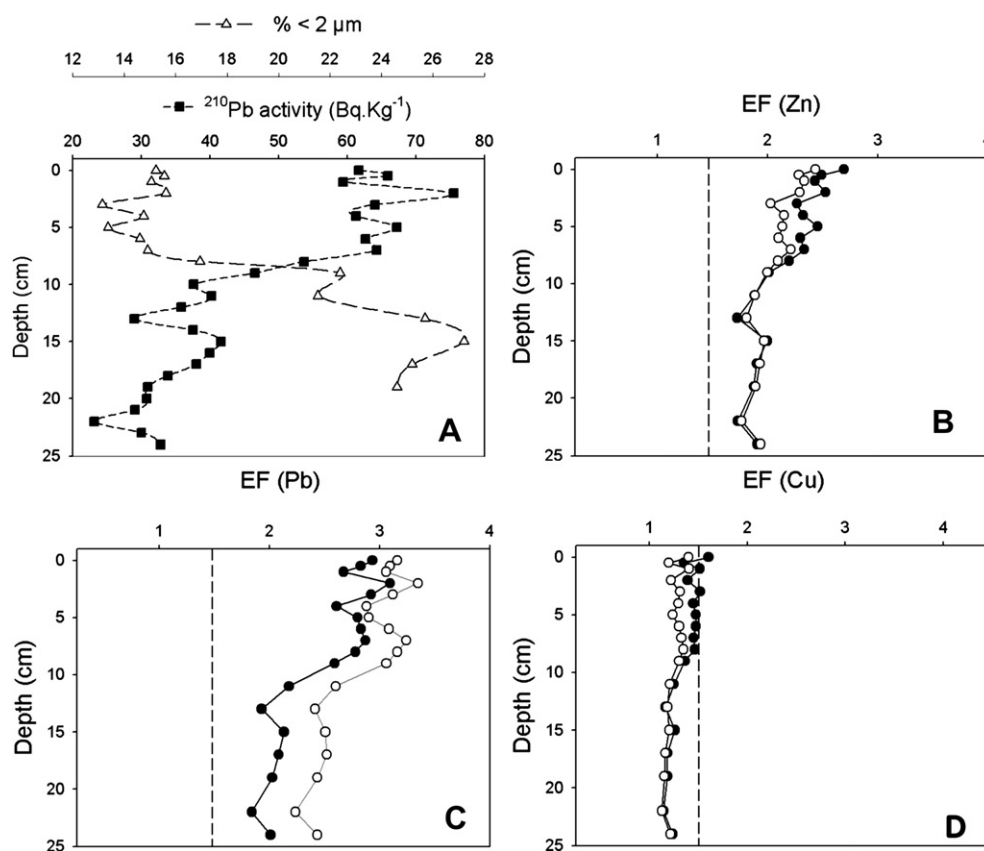 % < 2 µm
12 14 16 18 20 22 24 26 28
²¹⁰Pb activity (Bq.Kg⁻¹)
20 30 40 50 60 70 80
0
5
10
15
20
25
Depth (cm)
A
EF (Zn)
1 2 3 4
0
5
10
15
20
25
Depth (cm)
B
EF (Pb)
1 2 3 4
0
5
10
15
20
25
Depth (cm)
C
EF (Cu)
1 2 3 4
0
5
10
15
20
25
Depth (cm)
D